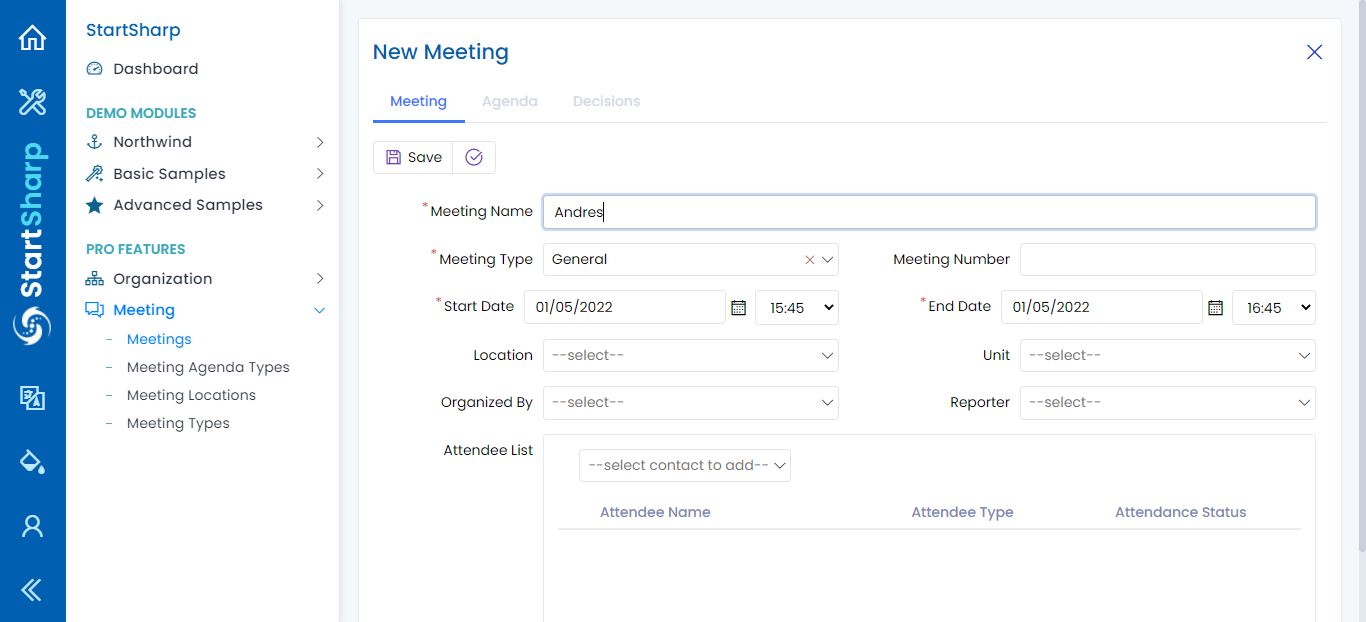 StartSharp
StartSharp
Dashboard
DEMO MODULES
Northwind
Basic Samples
Advanced Samples
PRO FEATURES
Organization
Meeting
- Meetings
- Meeting Agenda Types
- Meeting Locations
- Meeting Types
New Meeting
Meeting Agenda Decisions
Save
* Meeting Name Andres
* Meeting Type General Meeting Number
* Start Date 01/05/2022 15:45 * End Date 01/05/2022 16:45
Location --select-- Unit --select--
Organized By --select-- Reporter --select--
Attendee List
--select contact to add--
Attendee Name Attendee Type Attendance Status